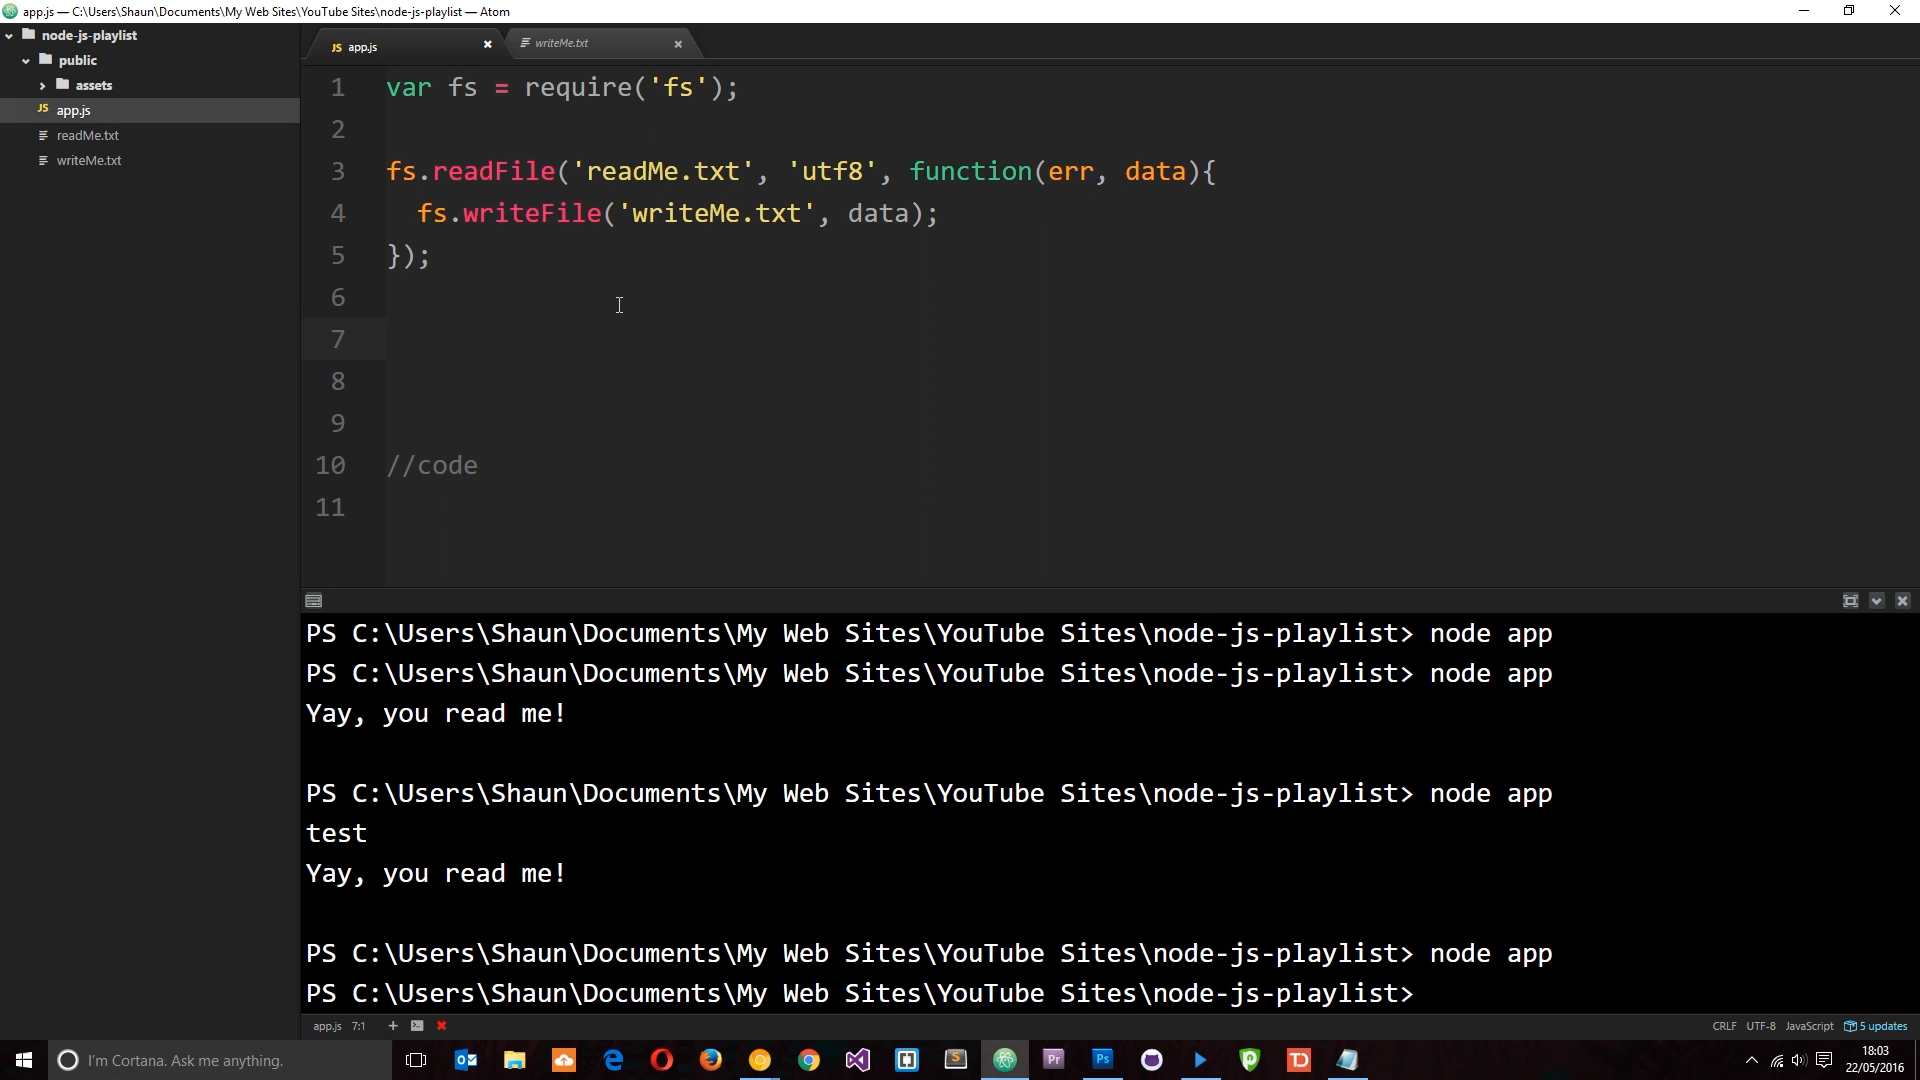 app.js — C:\Users\Shaun\Documents\My Web Sites\YouTube Sites\node-js-playlist — Atom
node-js-playlist
public
assets
JS app.js
readMe.txt
writeMe.txt
JS app.js
writeMe.txt
1 var fs = require('fs');
2
3 fs.readFile('readMe.txt', 'utf8', function(err, data){
4 fs.writeFile('writeMe.txt', data);
5 });
6
7
8
9
10 //code
11
PS C:\Users\Shaun\Documents\My Web Sites\YouTube Sites\node-js-playlist> node app
PS C:\Users\Shaun\Documents\My Web Sites\YouTube Sites\node-js-playlist> node app
Yay, you read me!
PS C:\Users\Shaun\Documents\My Web Sites\YouTube Sites\node-js-playlist> node app
test
Yay, you read me!
PS C:\Users\Shaun\Documents\My Web Sites\YouTube Sites\node-js-playlist> node app
PS C:\Users\Shaun\Documents\My Web Sites\YouTube Sites\node-js-playlist>
app.js 7:1
CRLF UTF-8 JavaScript 5 updates
I'm Cortana. Ask me anything.
S
Pr
Ps
TD
18:03
22/05/2016